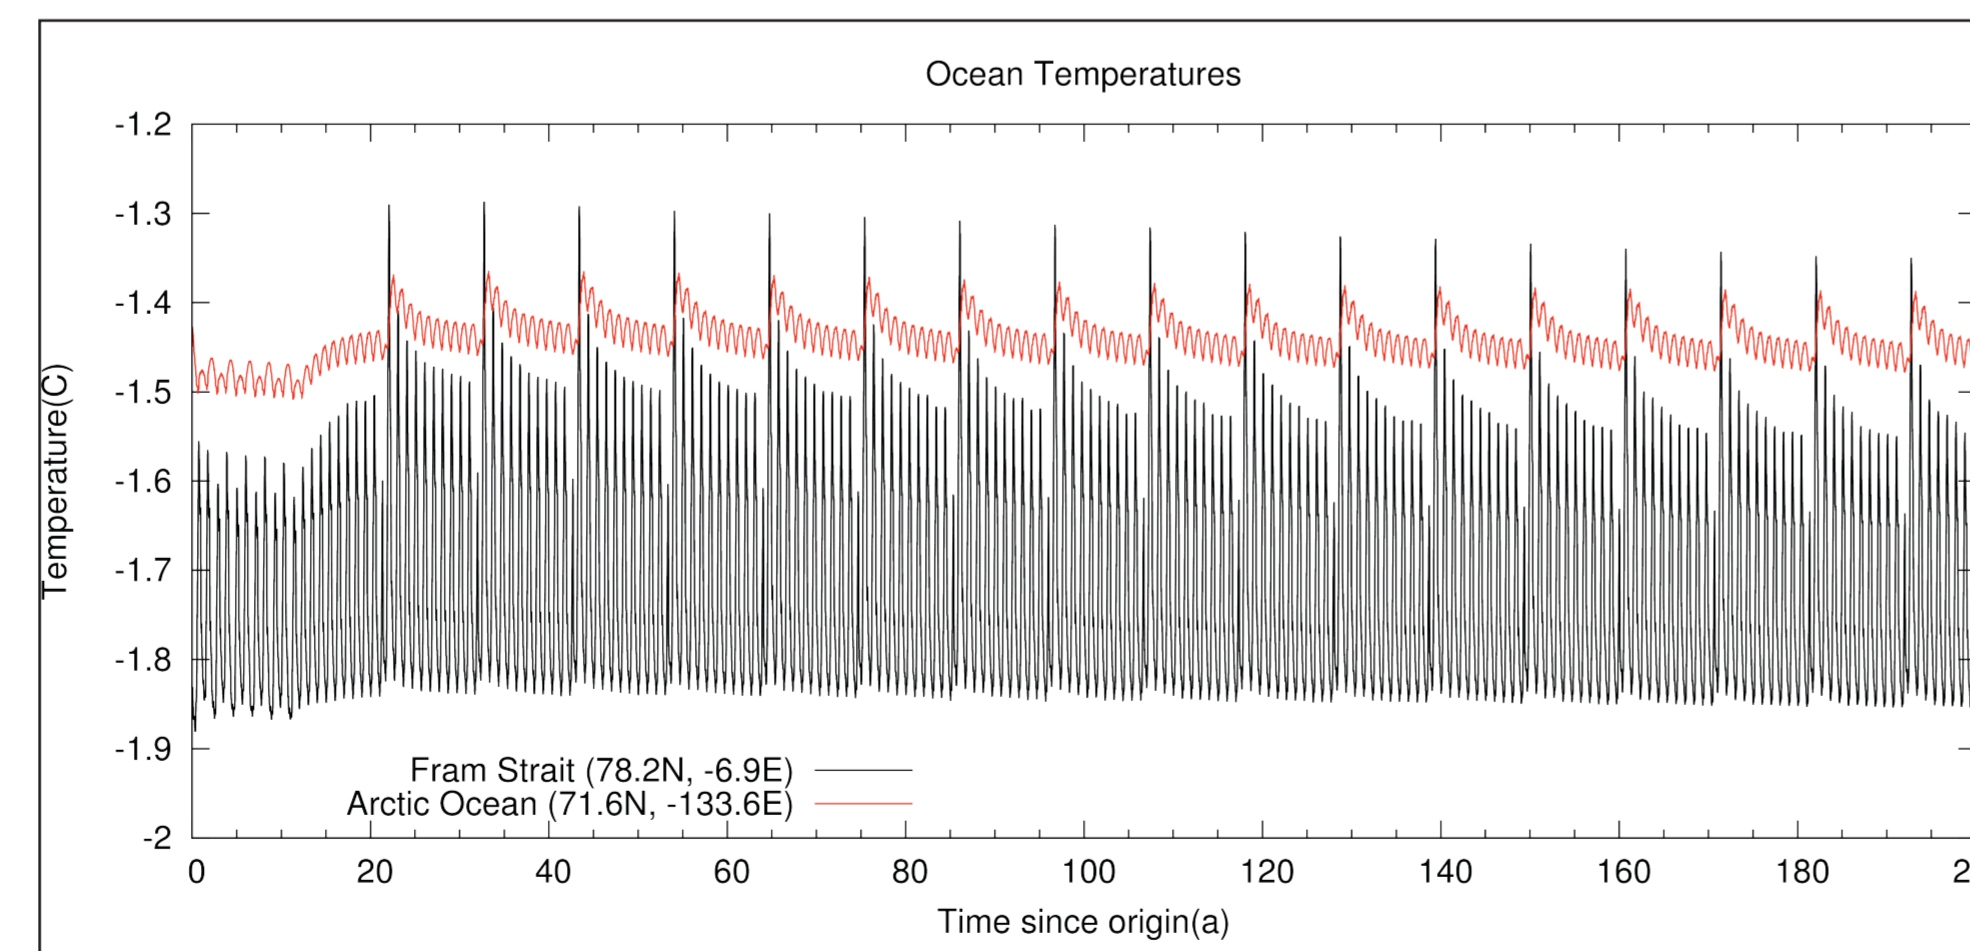 Ocean Temperatures
-1.2
-1.3
-1.4
-1.5
-1.6
-1.7
-1.8
-1.9
-2
Temperature(C)
Fram Strait (78.2N, -6.9E)
Arctic Ocean (71.6N, -133.6E)
0 20 40 60 80 100 120 140 160 180 2
Time since origin(a)